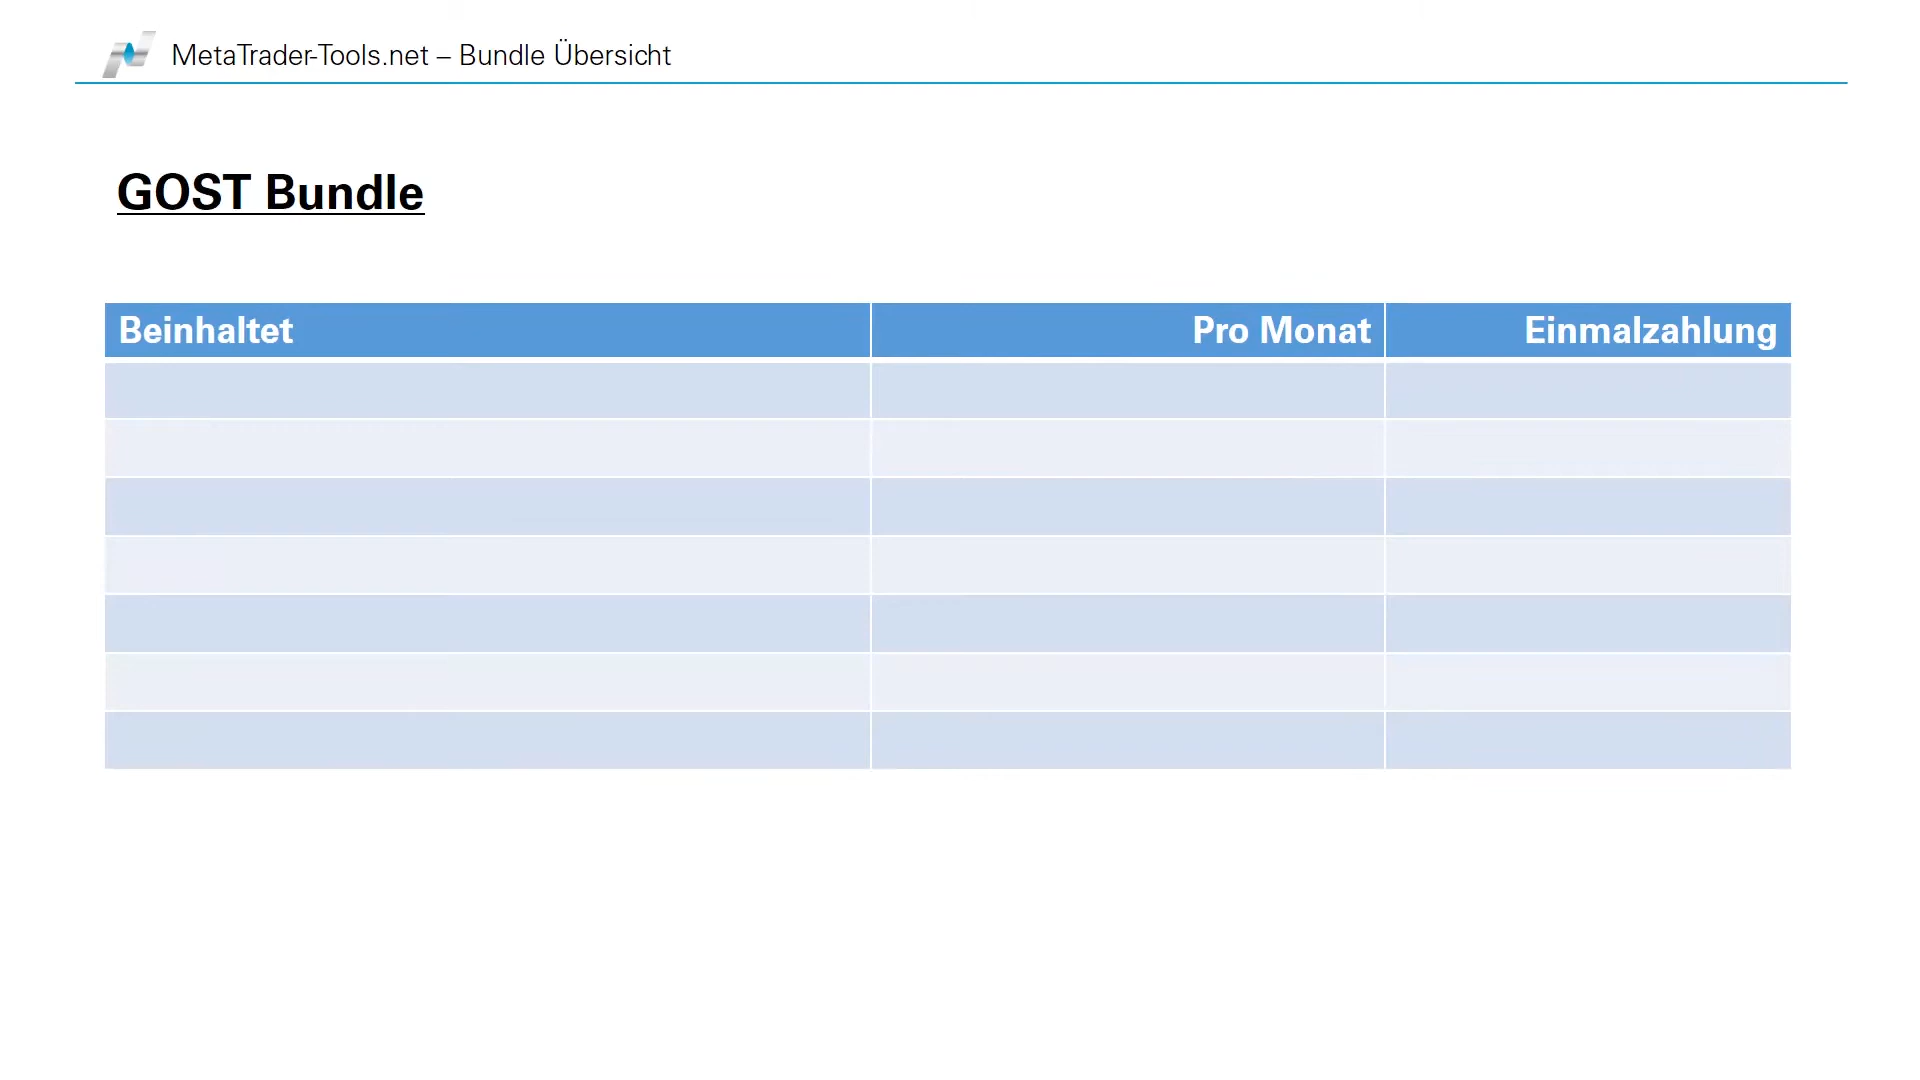 MetaTrader-Tools.net – Bundle Übersicht
GOST Bundle
Beinhaltet Pro Monat Einmalzahlung